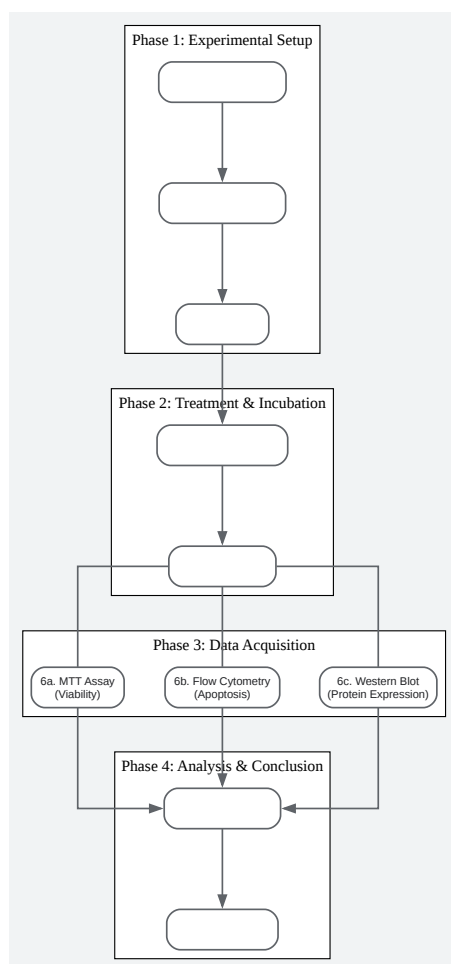 Phase 1: Experimental Setup
Phase 2: Treatment & Incubation
Phase 3: Data Acquisition
6a. MTT Assay
(Viability)
6b. Flow Cytometry
(Apoptosis)
6c. Western Blot
(Protein Expression)
Phase 4: Analysis & Conclusion